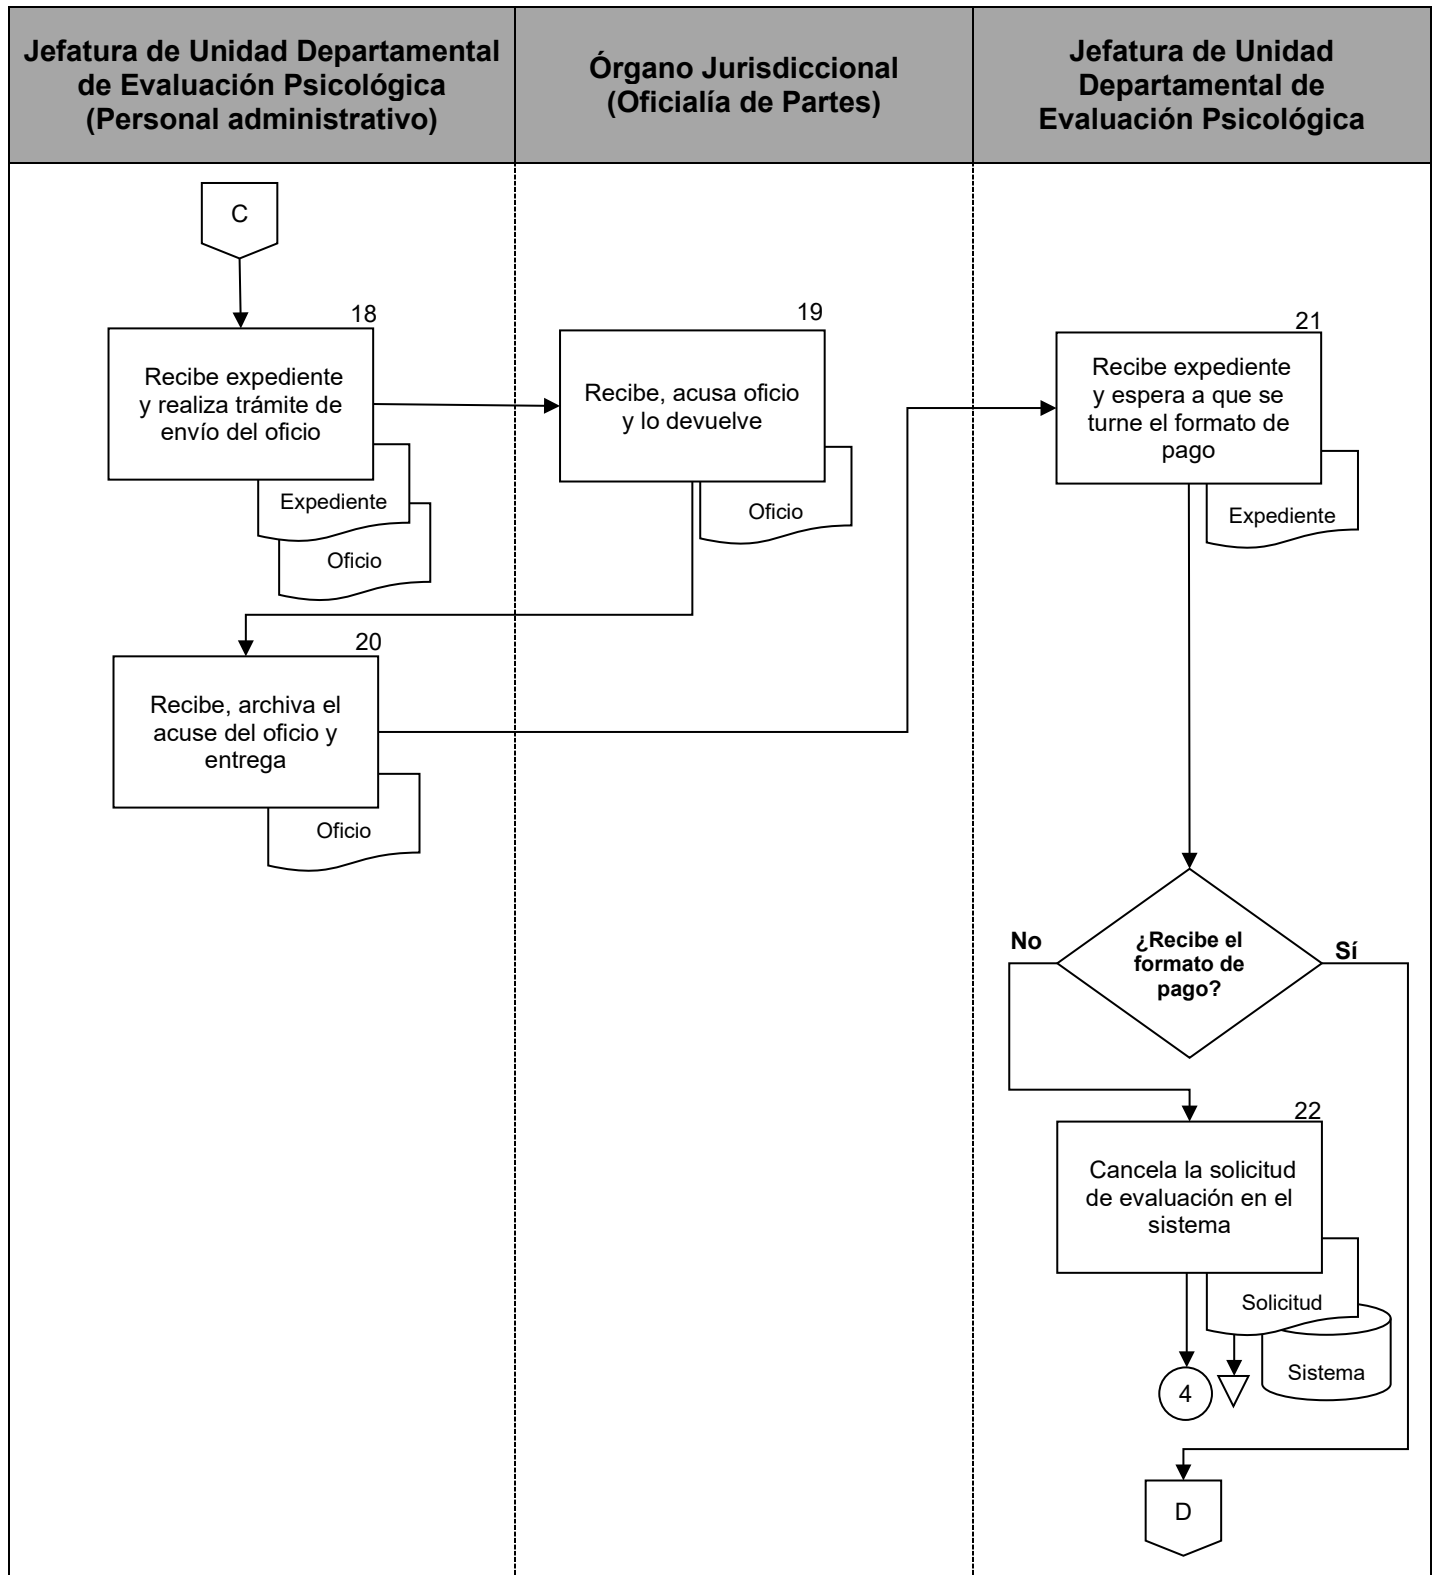 Jefatura de Unidad Departamental
de Evaluación Psicológica
(Personal administrativo)
Órgano Jurisdiccional
(Oficialía de Partes)
Jefatura de Unidad
Departamental de
Evaluación Psicológica
C
18
Recibe expediente
y realiza trámite de
envío del oficio
Expediente
Oficio
19
Recibe, acusa oficio
y lo devuelve
Oficio
20
Recibe, archiva el
acuse del oficio y
entrega
Oficio
21
Recibe expediente
y espera a que se
turne el formato de
pago
Expediente
¿Recibe el
formato de
pago?
No
Sí
22
Cancela la solicitud
de evaluación en el
sistema
Solicitud
Sistema
4
D